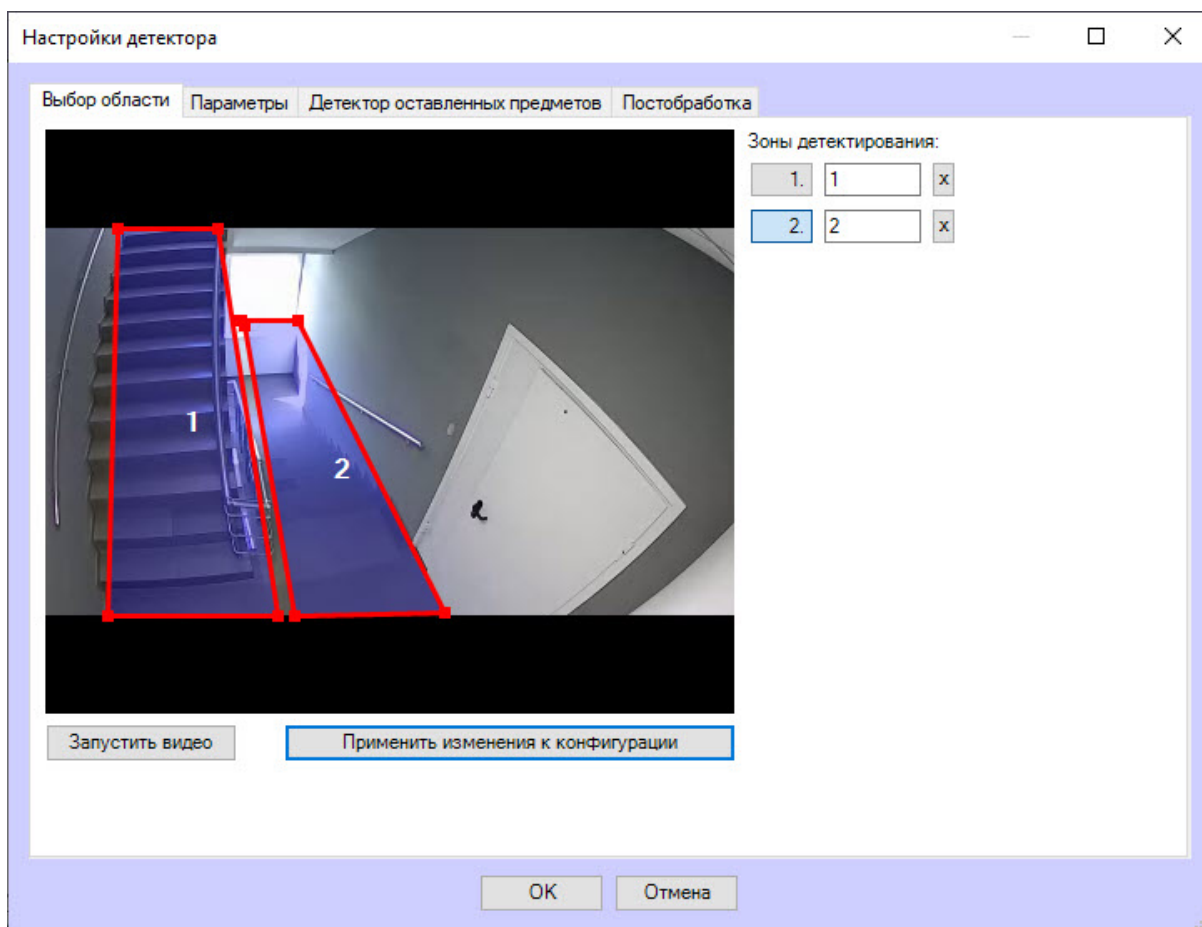 Настройки детектора
Выбор области Параметры Детектор оставленных предметов Постобработка
Зоны детектирования:
1. 1 x
2. 2 x
1
2
Запустить видео Применить изменения к конфигурации
OK Отмена